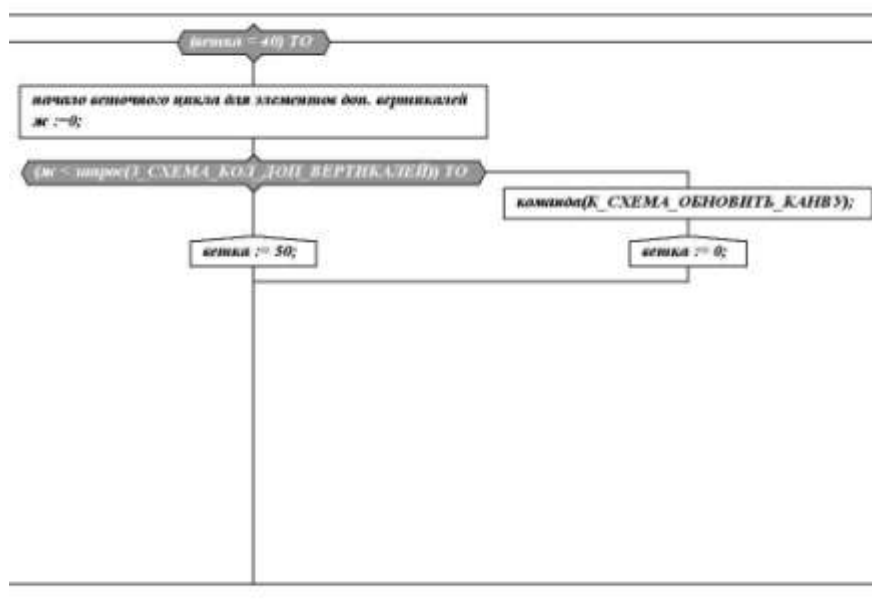 (ветка = 40) ТО
начало веточного цикла для элементов доп. вертикалей
ж :=0;
(ж < запрос(З_СХЕМА_КОЛ_ДОП_ВЕРТИКАЛЕЙ)) ТО
команда(К_СХЕМА_ОБНОВИТЬ_КАНВУ);
ветка := 50;
ветка := 0;